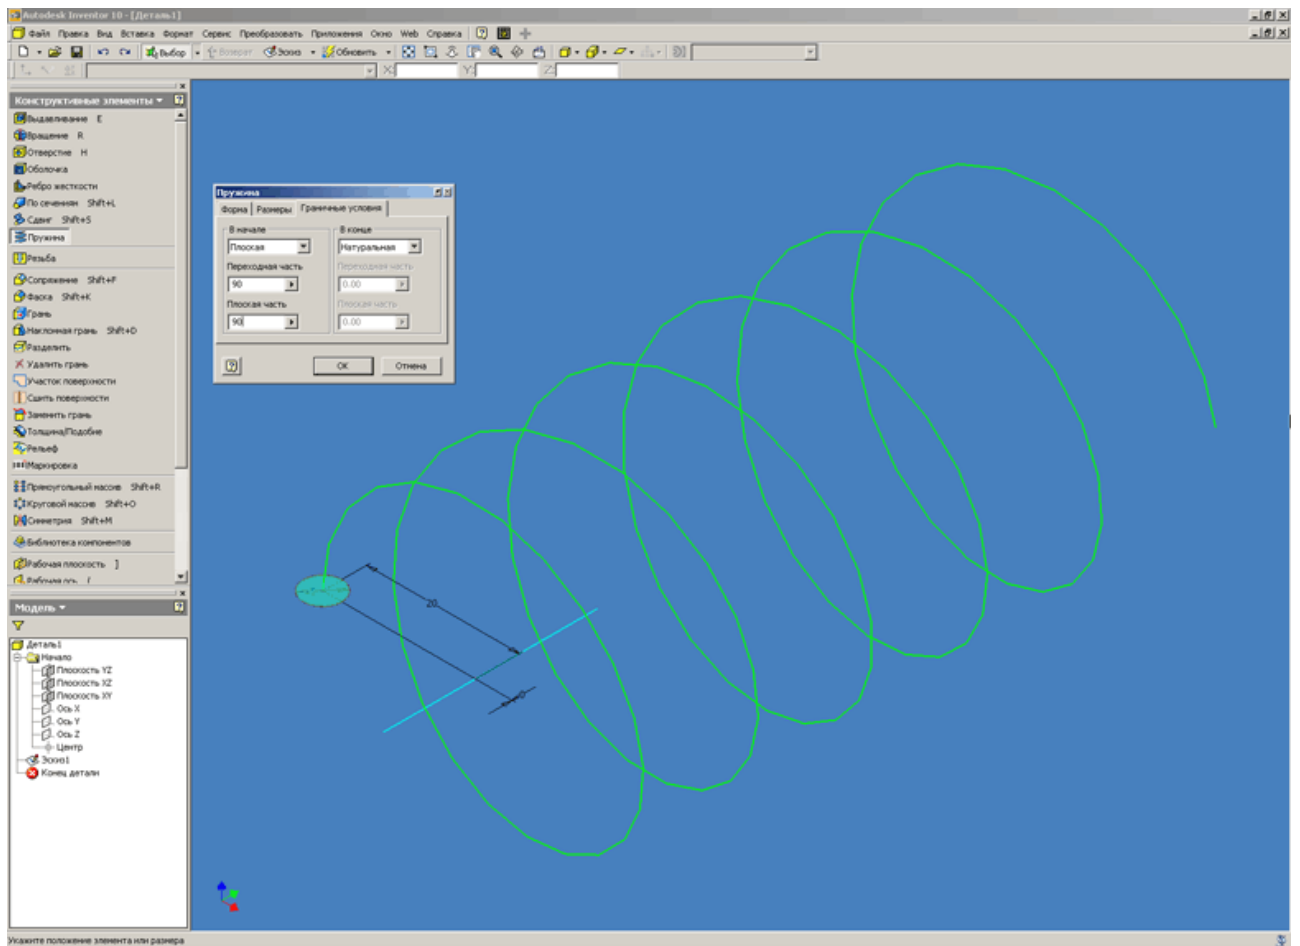 Autodesk Inventor 10 - [Деталь1]
Файл Правка Вид Вставка Формат Сервис Преобразовать Приложения Окно Web Справка
Выбор Возврат Эскиз Обновить
X: Y: Z:
Конструктивные элементы
Выдавливание E
Вращение R
Отверстие H
Оболочка
Ребро жесткости
По сечениям Shift+L
Сдвиг Shift+S
Пружина
Резьба
Сопряжение Shift+F
Фаска Shift+K
Грань
Наклонная грань Shift+D
Разделить
Удалить грань
Участок поверхности
Сшить поверхности
Заменить грань
Толщина/Подобие
Рельеф
Маркировка
Прямоугольный массив Shift+R
Круговой массив Shift+O
Симметрия Shift+M
Библиотека компонентов
Рабочая плоскость ]
Рабочая ось /
Пружина
Форма Размеры Граничные условия
В начале В конце
Плоская Натуральная
Переходная часть Переходная часть
90 0.00
Плоская часть Плоская часть
90 0.00
OK Отмена
20
Модель
Деталь1
Начало
Плоскость YZ
Плоскость XZ
Плоскость XY
Ось X
Ось Y
Ось Z
Центр
Эскиз1
Конец детали
Укажите положение элемента или размера